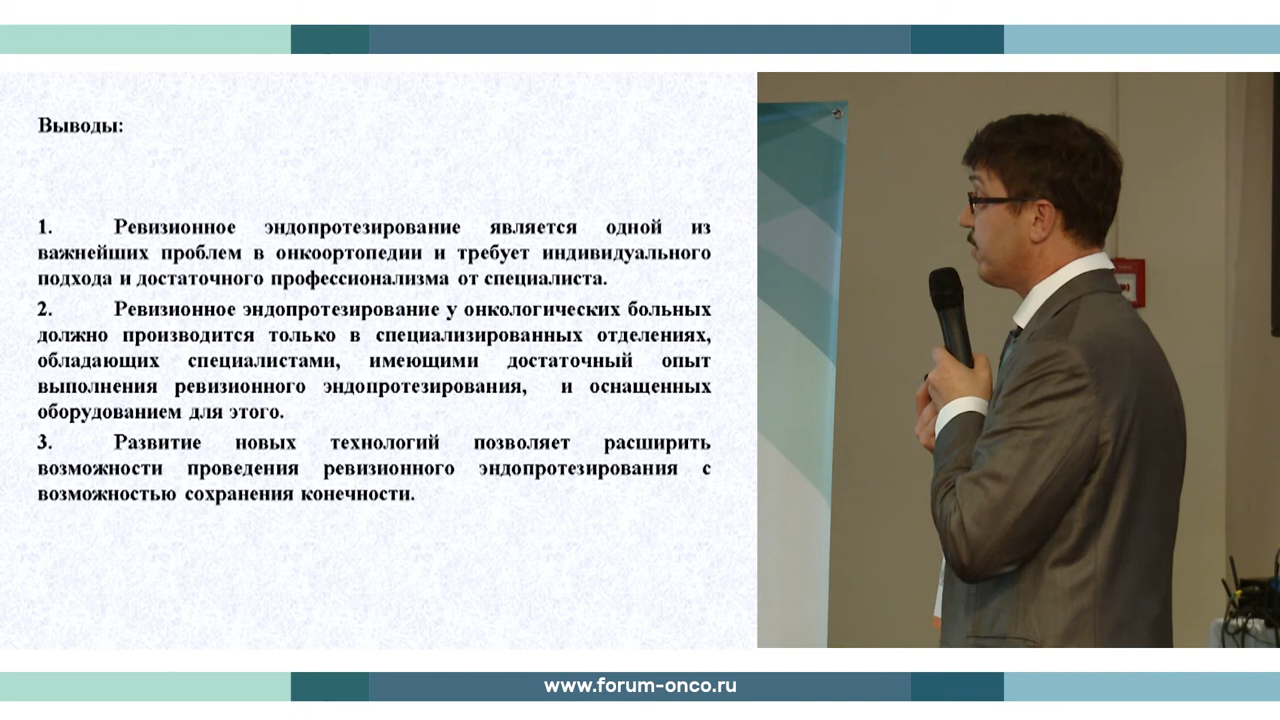 Выводы:
1. Ревизионное эндопротезирование является одной из
важнейших проблем в онкоортопедии и требует индивидуального
подхода и достаточного профессионализма от специалиста.
2. Ревизионное эндопротезирование у онкологических больных
должно производится только в специализированных отделениях,
обладающих специалистами, имеющими достаточный опыт
выполнения ревизионного эндопротезирования, и оснащенных
оборудованием для этого.
3. Развитие новых технологий позволяет расширить
возможности проведения ревизионного эндопротезирования с
возможностью сохранения конечности.
www.forum-onco.ru